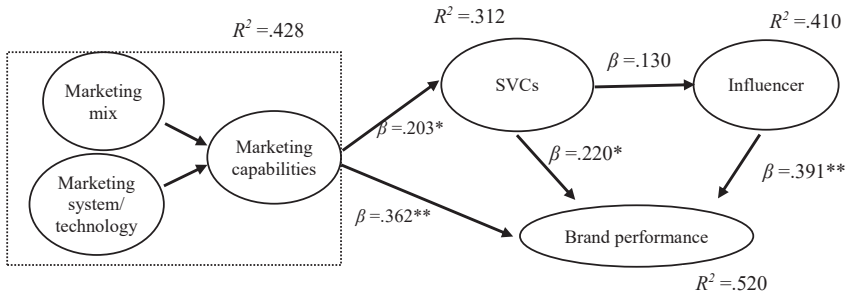 R² =.428
R² =.312
R² =.410
Marketing
mix
Marketing
system/
technology
Marketing
capabilities
β =.203*
β =.362**
SVCs
β =.130
Influencer
β =.220*
β =.391**
Brand performance
R² =.520